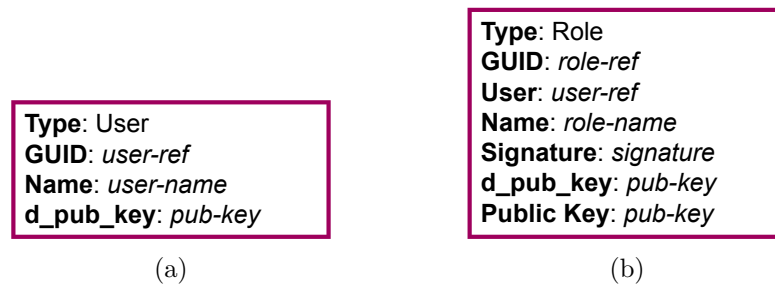 Type: User
GUID: user-ref
Name: user-name
d_pub_key: pub-key
(a)
Type: Role
GUID: role-ref
User: user-ref
Name: role-name
Signature: signature
d_pub_key: pub-key
Public Key: pub-key
(b)